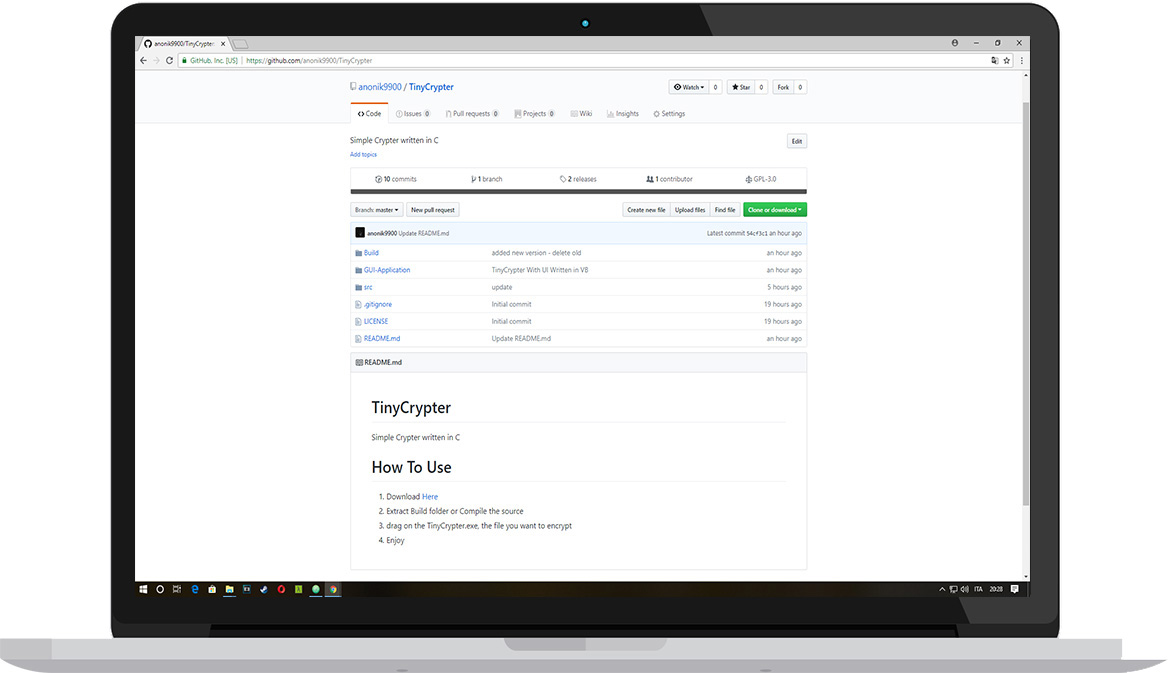 anonik9900/TinyCrypter
GitHub, Inc. [US] https://github.com/anonik9900/TinyCrypter
anonik9900 / TinyCrypter
Watch 0 Star 0 Fork 0
Code Issues 0 Pull requests 0 Projects 0 Wiki Insights Settings
Simple Crypter written in C Edit
Add topics
10 commits 1 branch 2 releases 1 contributor GPL-3.0
Branch: master New pull request Create new file Upload files Find file Clone or download
anonik9900 Update README.md Latest commit 54cf3c1 an hour ago
Build added new version - delete old an hour ago
GUI-Application TinyCrypter With UI Written in VB an hour ago
src update 5 hours ago
.gitignore Initial commit 19 hours ago
LICENSE Initial commit 19 hours ago
README.md Update README.md an hour ago
README.md
TinyCrypter
Simple Crypter written in C
How To Use
1. Download Here
2. Extract Build folder or Compile the source
3. drag on the TinyCrypter.exe, the file you want to encrypt
4. Enjoy
ITA 20:28